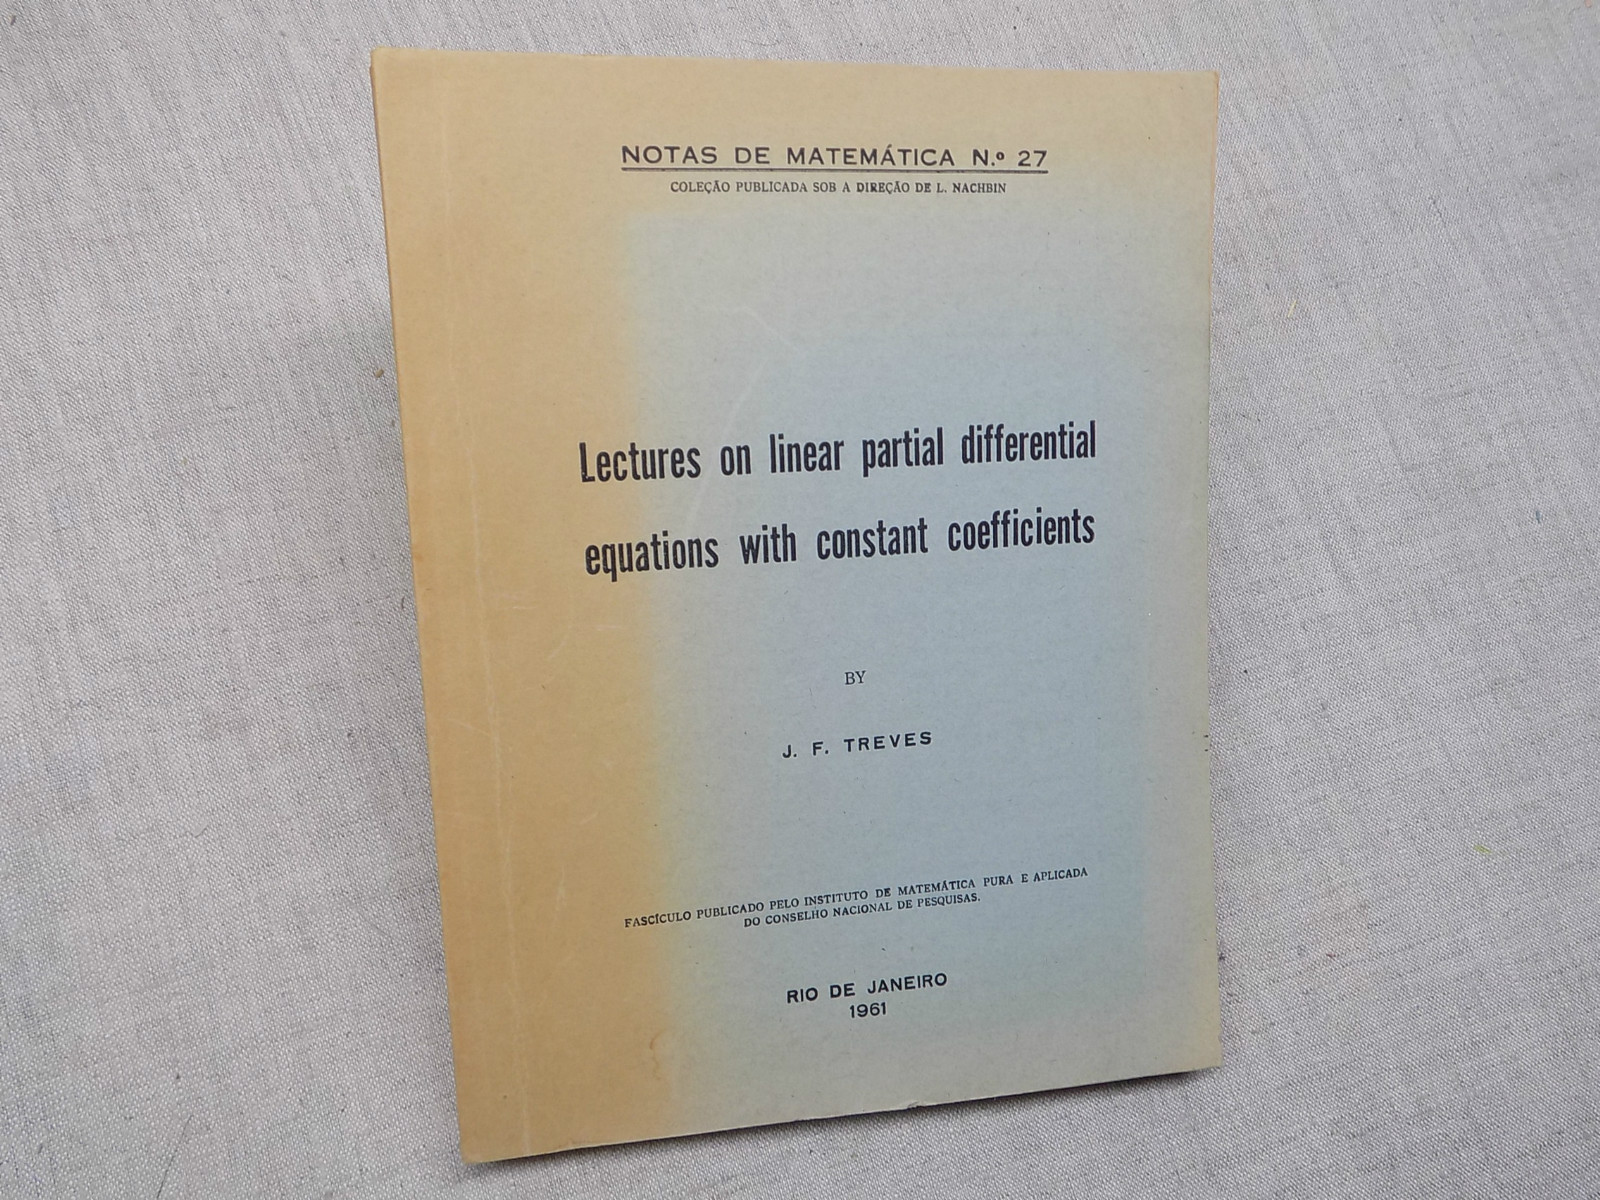 NOTAS DE MATEMÁTICA N.º 27
COLEÇÃO PUBLICADA SOB A DIREÇÃO DE L. NACHBIN
Lectures on linear partial differential
equations with constant coefficients
BY
J. F. TREVES
FASCÍCULO PUBLICADO PELO INSTITUTO DE MATEMÁTICA PURA E APLICADA
DO CONSELHO NACIONAL DE PESQUISAS.
RIO DE JANEIRO
1961